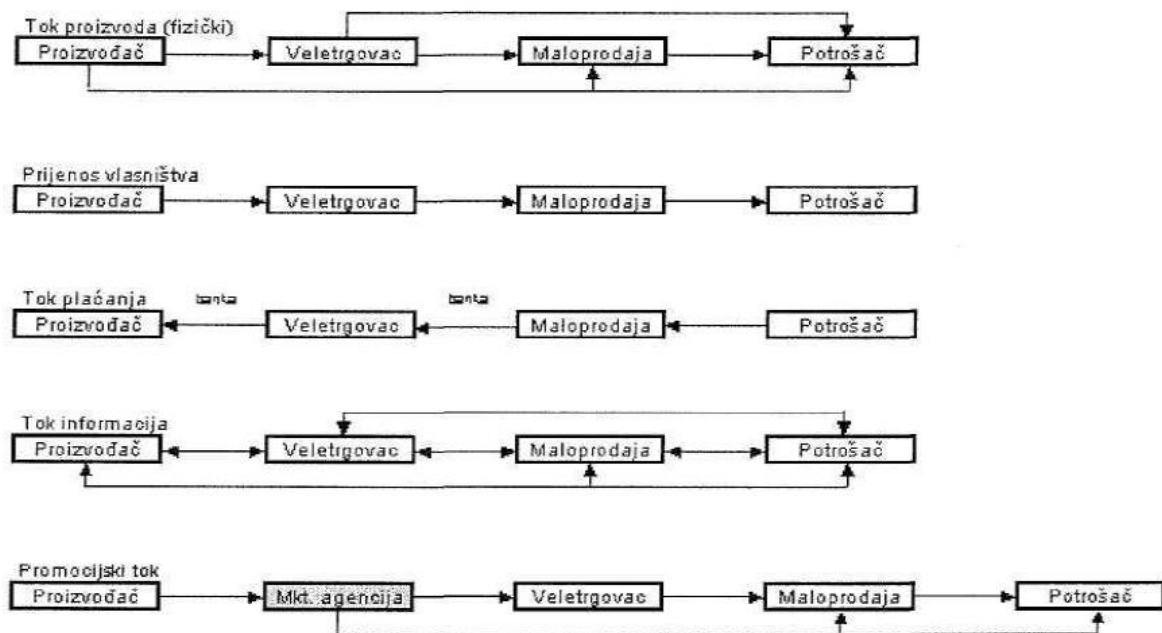 Tok proizvoda (fizički)
Proizvođač Veletrgovac Maloprodaja Potrošač
Prijenos vlasništva
Proizvođač Veletrgovac Maloprodaja Potrošač
Tok plaćanja banka banka
Proizvođač Veletrgovac Maloprodaja Potrošač
Tok informacija
Proizvođač Veletrgovac Maloprodaja Potrošač
Promocijski tok
Proizvođač Mkt. agencija Veletrgovac Maloprodaja Potrošač